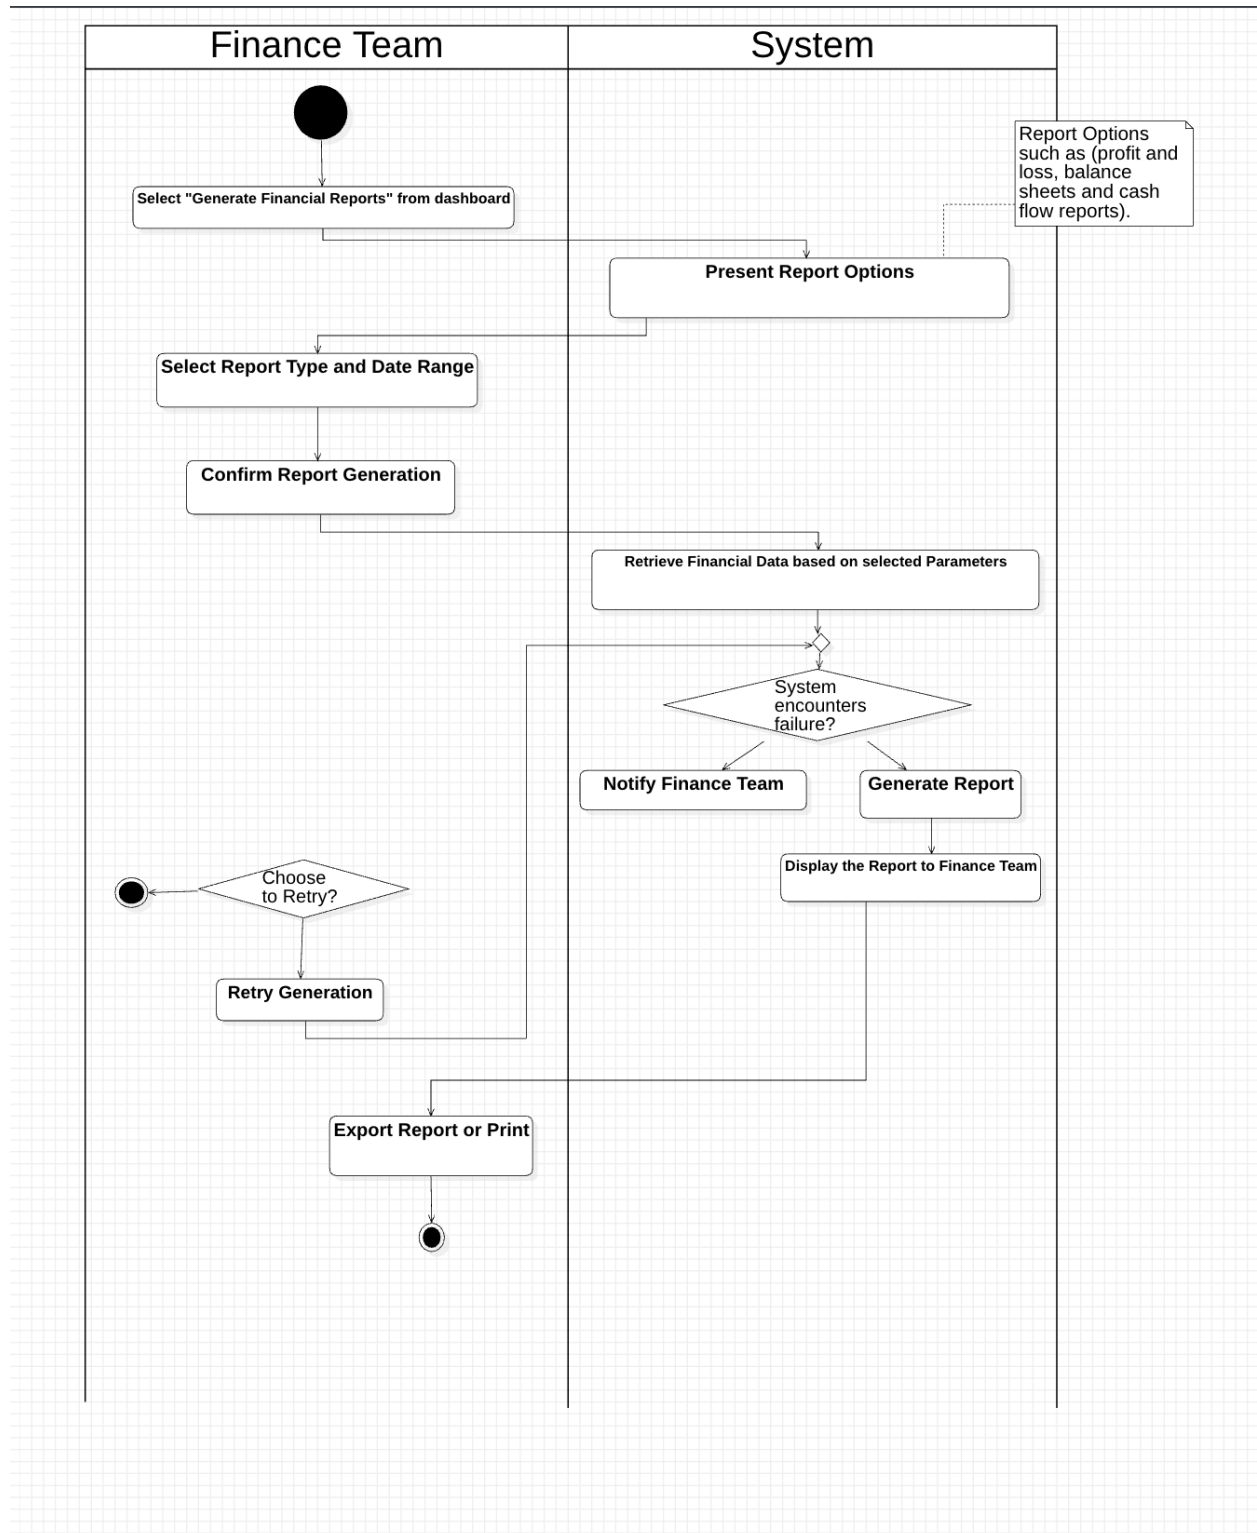 Finance Team
System
Report Options
such as (profit and
loss, balance
sheets and cash
flow reports).
Select "Generate Financial Reports" from dashboard
Present Report Options
Select Report Type and Date Range
Confirm Report Generation
Retrieve Financial Data based on selected Parameters
System
encounters
failure?
Notify Finance Team
Generate Report
Display the Report to Finance Team
Choose
to Retry?
Retry Generation
Export Report or Print